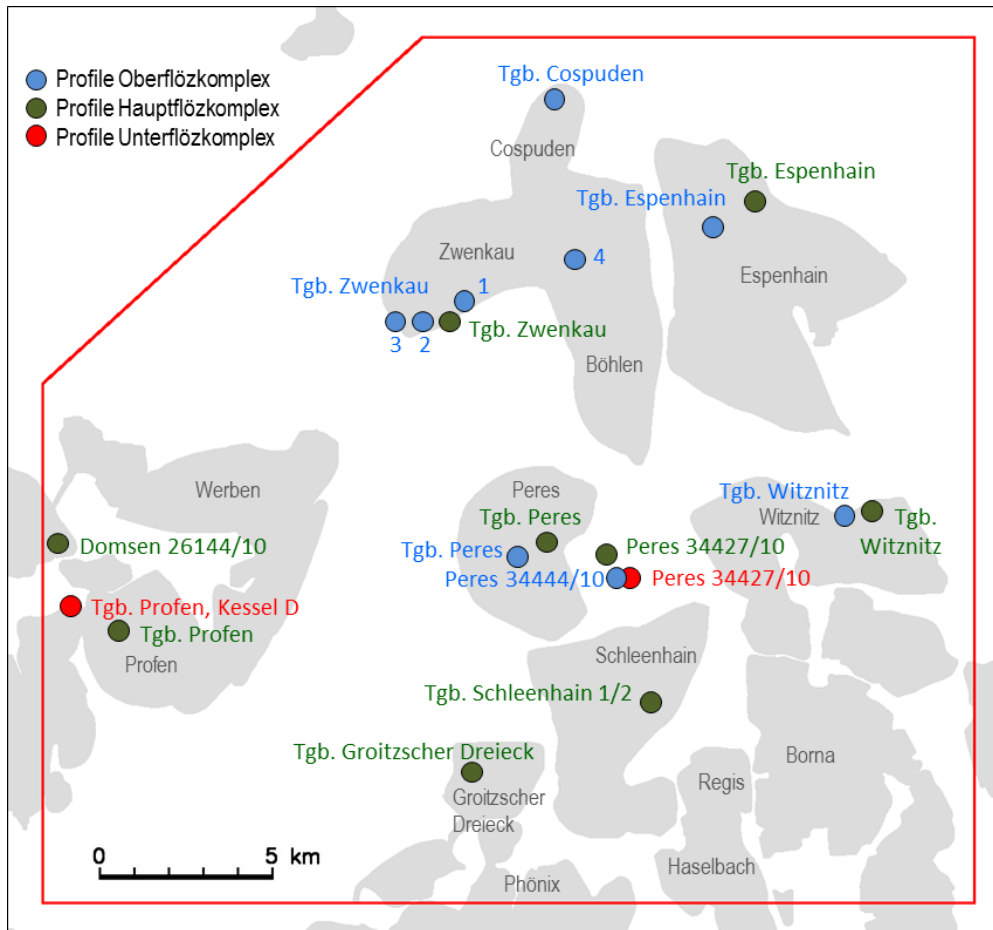 Profile Oberflözkomplex
Profile Hauptflözkomplex
Profile Unterflözkomplex
Tgb. Cospuden
Cospuden
Tgb. Espenhain
Tgb. Espenhain
Zwenkau
4
Espenhain
Tgb. Zwenkau
1
3
2
Tgb. Zwenkau
Böhlen
Werben
Peres
Tgb. Peres
Tgb. Witznitz
Witznitz
Tgb.
Witznitz
Domsen 26144/10
Tgb. Peres
Peres 34427/10
Peres 34444/10
Peres 34427/10
Tgb. Profen, Kessel D
Tgb. Profen
Profen
Schleenhain
Tgb. Schleenhain 1/2
Tgb. Groitzscher Dreieck
Groitzscher
Dreieck
Regis
Borna
0
5 km
Phönix
Haselbach